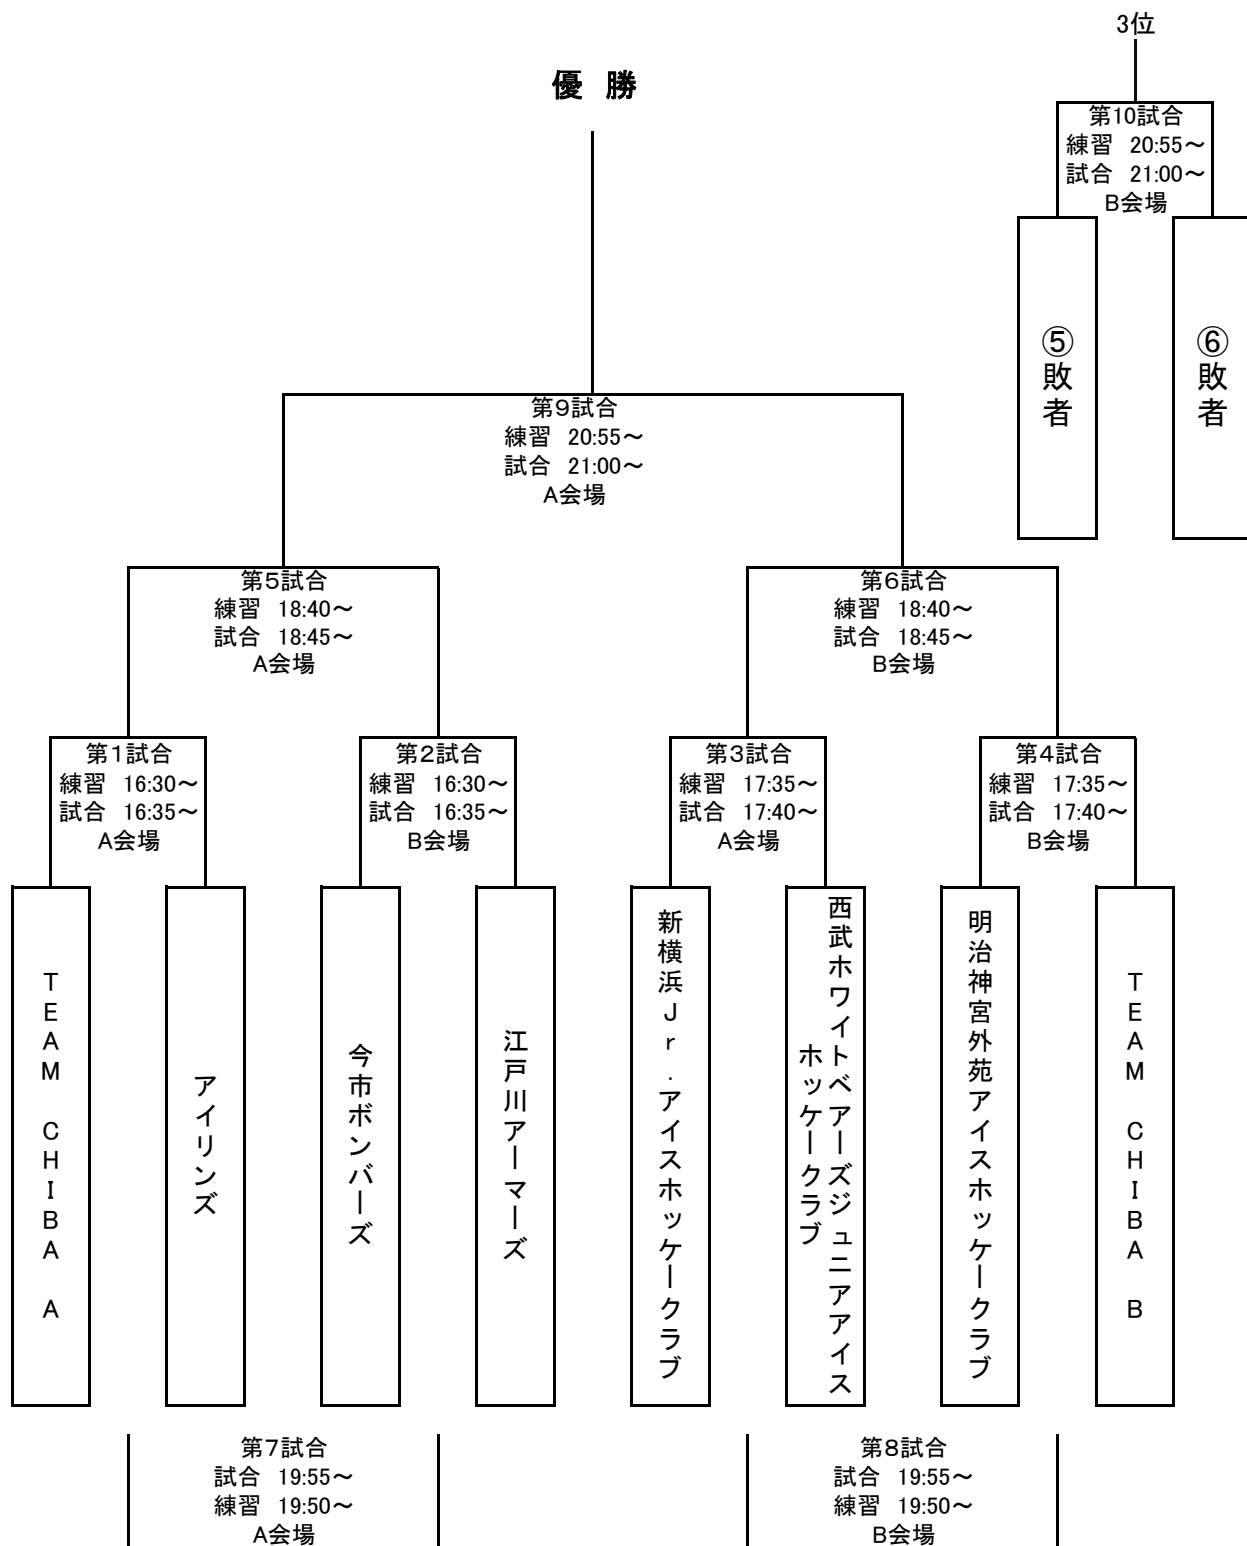 3位
優 勝
第10試合
練習 20:55～
試合 21:00～
B会場
⑤敗者
⑥敗者
第9試合
練習 20:55～
試合 21:00～
A会場
第5試合
練習 18:40～
試合 18:45～
A会場
第6試合
練習 18:40～
試合 18:45～
B会場
第1試合
練習 16:30～
試合 16:35～
A会場
第2試合
練習 16:30～
試合 16:35～
B会場
第3試合
練習 17:35～
試合 17:40～
A会場
第4試合
練習 17:35～
試合 17:40～
B会場
TEAM CHIBA A
アイリンズ
今市ボンバーズ
江戸川アーマーズ
新横浜Jr.アイスホッケークラブ
西武ホワイトベアーズジュニアアイス
ホッケークラブ
明治神宮外苑アイスホッケークラブ
TEAM CHIBA B
第7試合
試合 19:55～
練習 19:50～
A会場
第8試合
試合 19:55～
練習 19:50～
B会場